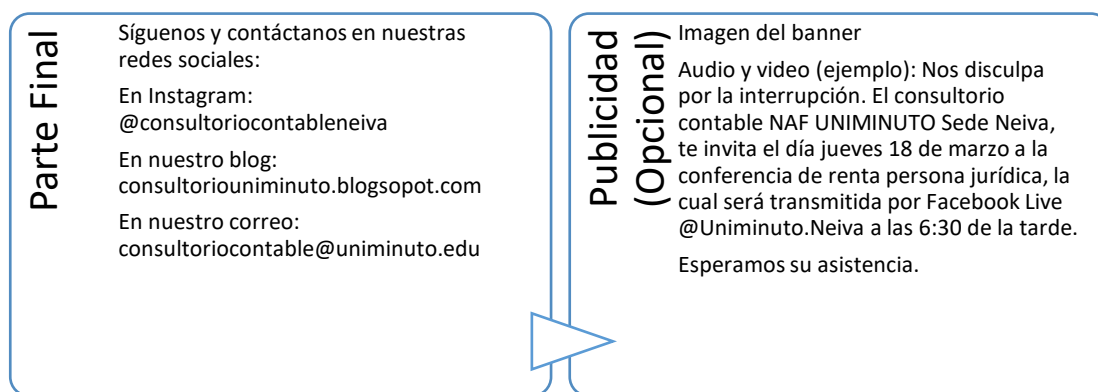 Parte Final
Síguenos y contáctanos en nuestras
redes sociales:
En Instagram:
@consultoriocontableneiva
En nuestro blog:
consultoriouniminuto.blogsopot.com
En nuestro correo:
consultoriocontable@uniminuto.edu
Publicidad
(Opcional)
Imagen del banner
Audio y video (ejemplo): Nos disculpa
por la interrupción. El consultorio
contable NAF UNIMINUTO Sede Neiva,
te invita el día jueves 18 de marzo a la
conferencia de renta persona jurídica, la
cual será transmitida por Facebook Live
@Uniminuto.Neiva a las 6:30 de la tarde.
Esperamos su asistencia.